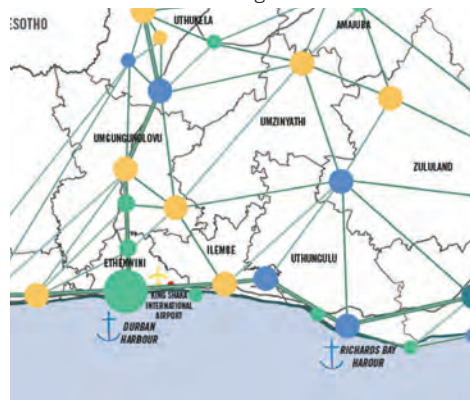 ESOTHO
UTHUKELA
AMAJUBA
UMZINYATHI
UMGUNGUNDLOVU
ZULULAND
ILEMBE
UTHUNGULU
ETHEKWINI
KING SHAKA
INTERNATIONAL
AIRPORT
DURBAN
HARBOUR
RICHARDS BAY
HAROUR